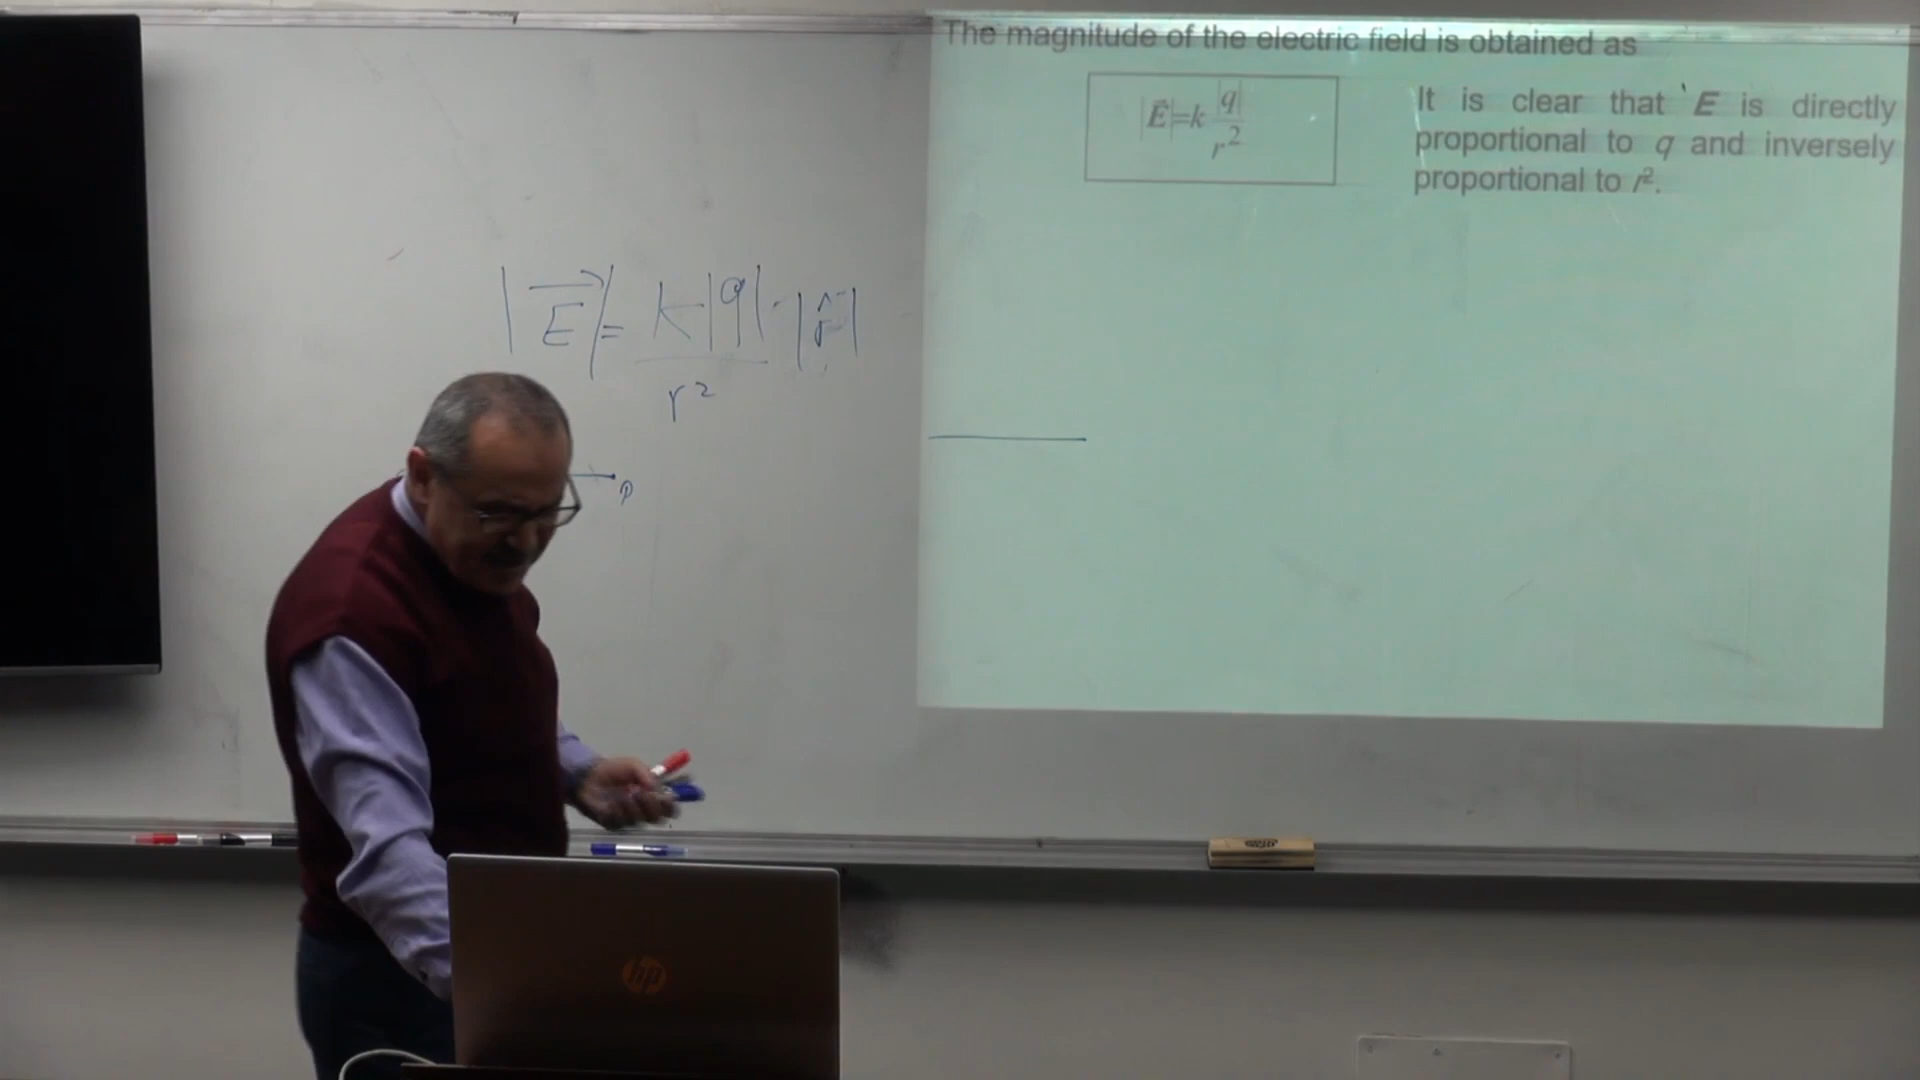 The magnitude of the electric field is obtained as
|E⃗|=k |q|/r²
It is clear that E is directly
proportional to q and inversely
proportional to r².
|E⃗| = k|q|/r² |r̂|
p
hp